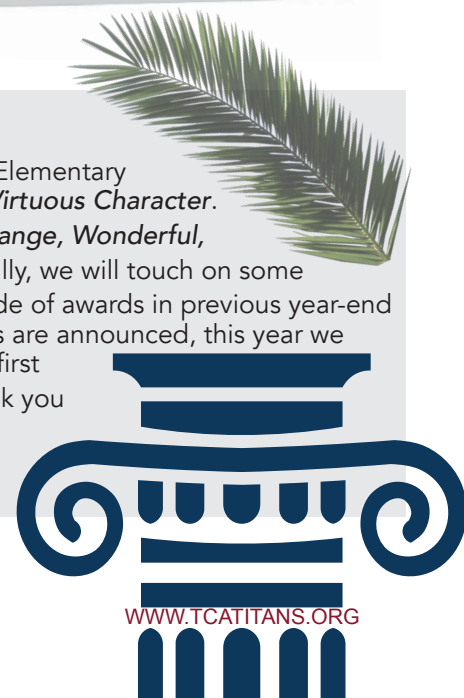 Elementary
Virtuous Character.
ange, Wonderful,
lly, we will touch on some
de of awards in previous year-end
s are announced, this year we
first
k you
WWW.TCATITANS.ORG